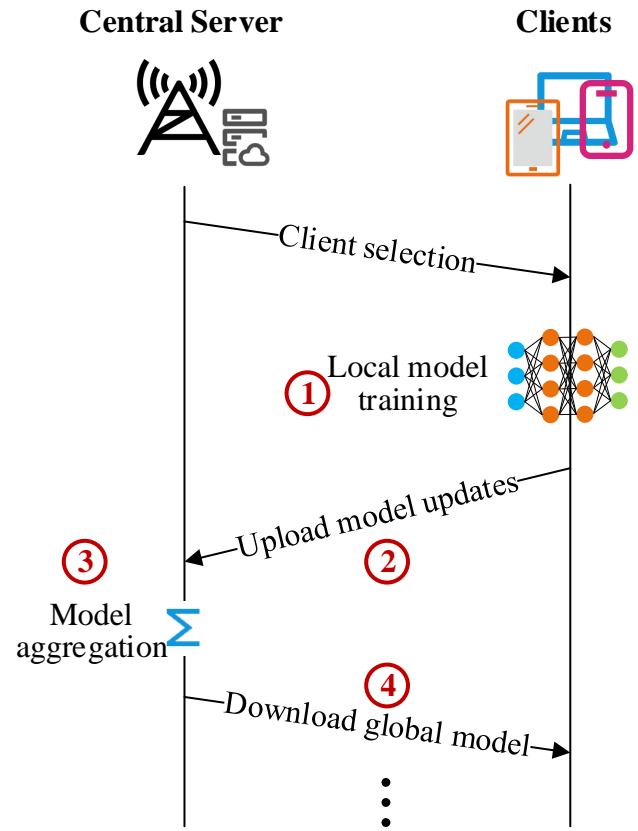 Central Server
Clients
Client selection
1
Local model
training
Upload model updates
2
3
Model
aggregation
Σ
4
Download global model